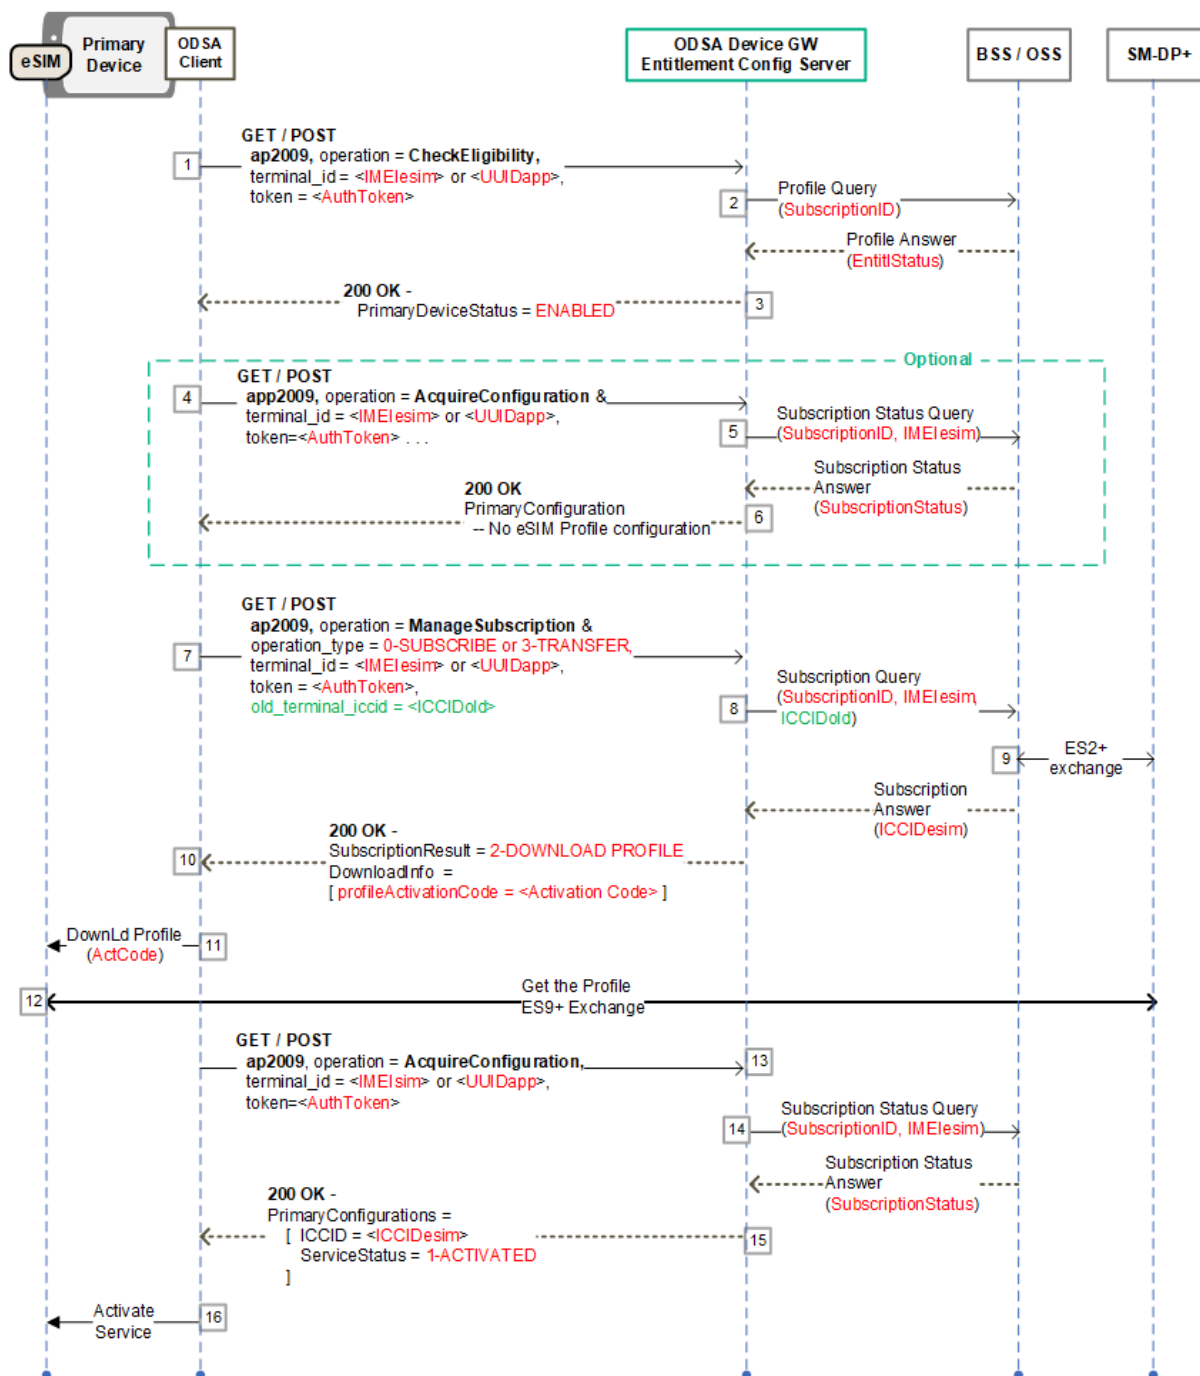 eSIM
Primary
Device
ODSA
Client
ODSA Device GW
Entitlement Config Server
BSS / OSS
SM-DP+
GET / POST
1
ap2009, operation = CheckEligibility,
terminal_id = <IMEIesim> or <UUIDapp>,
token = <AuthToken>
2
Profile Query
(SubscriptionID)
Profile Answer
(EntitlStatus)
200 OK -
PrimaryDeviceStatus = ENABLED
3
Optional
GET / POST
4
app2009, operation = AcquireConfiguration &
terminal_id = <IMEIesim> or <UUIDapp>,
token=<AuthToken> . . .
5
Subscription Status Query
(SubscriptionID, IMEIesim)
Subscription Status
Answer
(SubscriptionStatus)
200 OK
PrimaryConfiguration
-- No eSIM Profile configuration
6
GET / POST
7
ap2009, operation = ManageSubscription &
operation_type = 0-SUBSCRIBE or 3-TRANSFER,
terminal_id = <IMEIesim> or <UUIDapp>,
token = <AuthToken>,
old_terminal_iccid = <ICCIDold>
8
Subscription Query
(SubscriptionID, IMEIesim,
ICCIDold)
9
ES2+
exchange
Subscription
Answer
(ICCIDesim)
10
200 OK -
SubscriptionResult = 2-DOWNLOAD PROFILE
DownloadInfo =
[ profileActivationCode = <Activation Code> ]
DownLd Profile
(ActCode)
11
12
Get the Profile
ES9+ Exchange
GET / POST
ap2009, operation = AcquireConfiguration,
terminal_id = <IMEIsim> or <UUIDapp>,
token=<AuthToken>
13
14
Subscription Status Query
(SubscriptionID, IMEIesim)
Subscription Status
Answer
(SubscriptionStatus)
200 OK -
PrimaryConfigurations =
[ ICCID = <ICCIDesim>
ServiceStatus = 1-ACTIVATED
]
15
Activate
Service
16